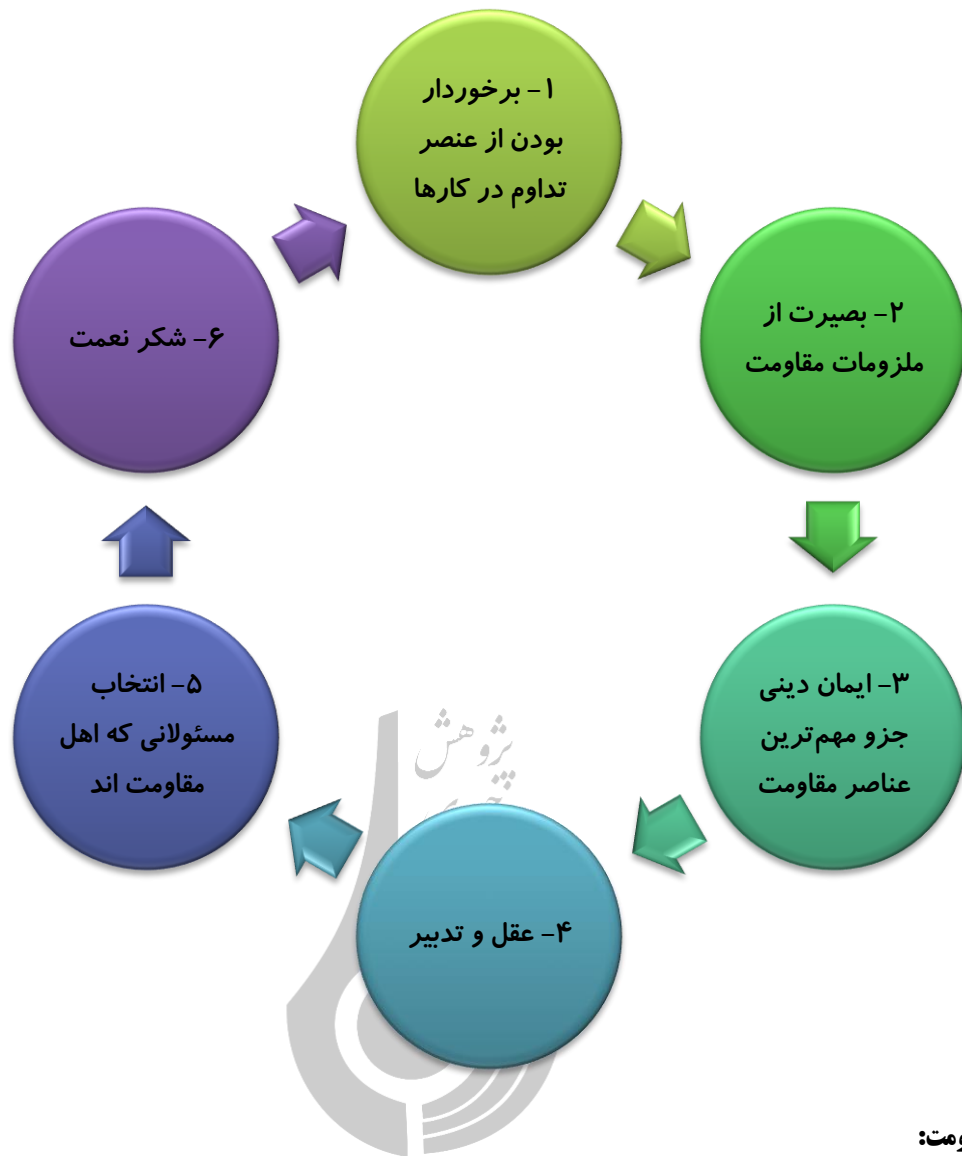 ۱- برخوردار
بودن از عنصر
تداوم در کارها
۲- بصیرت از
ملزومات مقاومت
۳- ایمان دینی
جزو مهم‌ترین
عناصر مقاومت
۴- عقل و تدبیر
۵- انتخاب
مسئولانی که اهل
مقاومت اند
۶- شکر نعمت
پژوهش